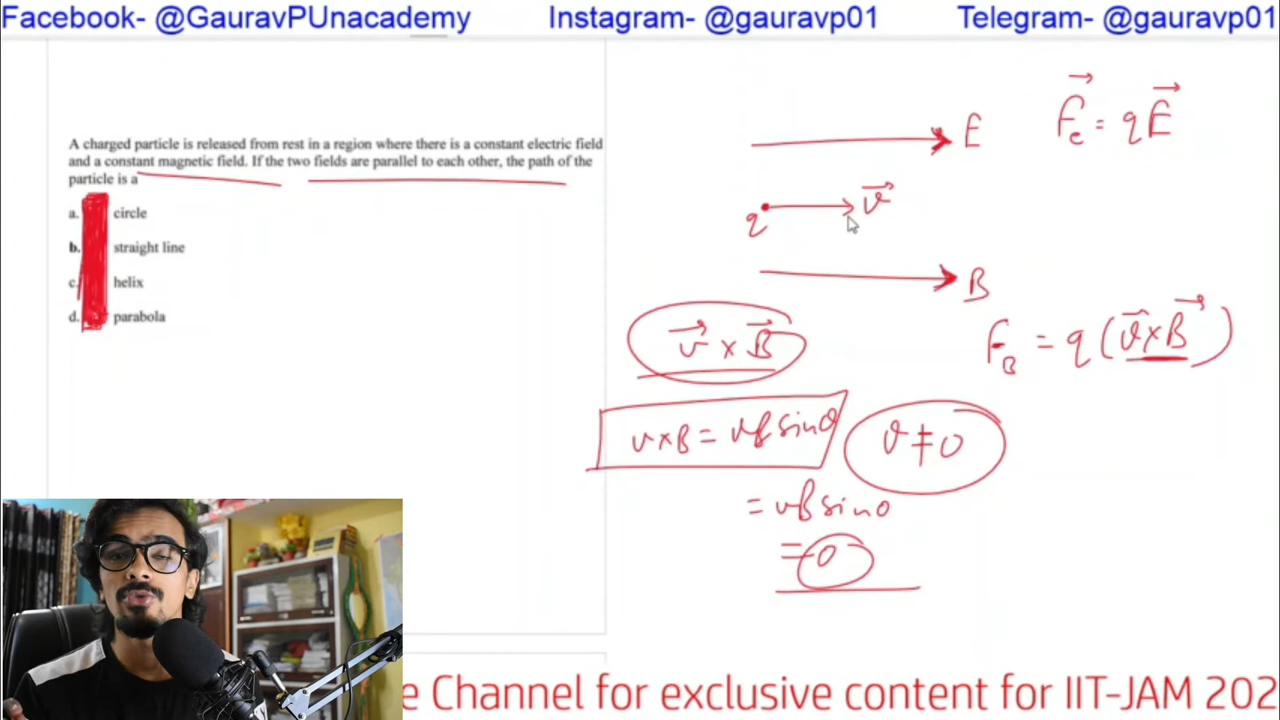 Facebook- @GauravPUnacademy Instagram- @gauravp01 Telegram- @gauravp01
A charged particle is released from rest in a region where there is a constant electric field
and a constant magnetic field. If the two fields are parallel to each other, the path of the
particle is a
a. circle
b. straight line
c. helix
d. parabola
E
F⃗e = qE⃗
q v⃗
B
v⃗ × B⃗
FB = q (v⃗×B⃗)
v×B = vB sinθ
v ≠ 0
= vB sin0
= 0
e Channel for exclusive content for IIT-JAM 202